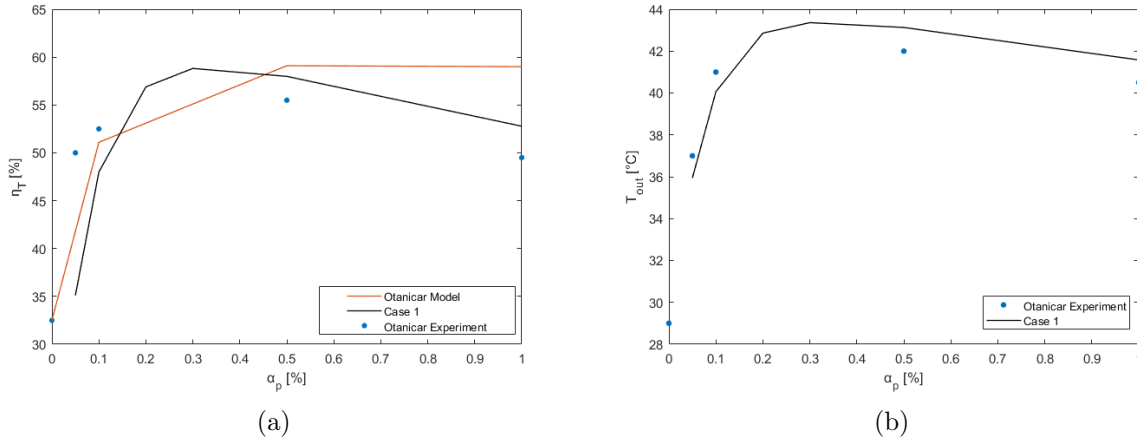 65
60
55
50
45
40
35
30
η_T [%]
0 0.1 0.2 0.3 0.4 0.5 0.6 0.7 0.8 0.9 1
α_p [%]
Otanicar Model
Case 1
Otanicar Experiment
(a)
44
42
40
38
36
34
32
30
28
T_out [°C]
0 0.1 0.2 0.3 0.4 0.5 0.6 0.7 0.8 0.9 1
α_p [%]
Otanicar Experiment
Case 1
(b)